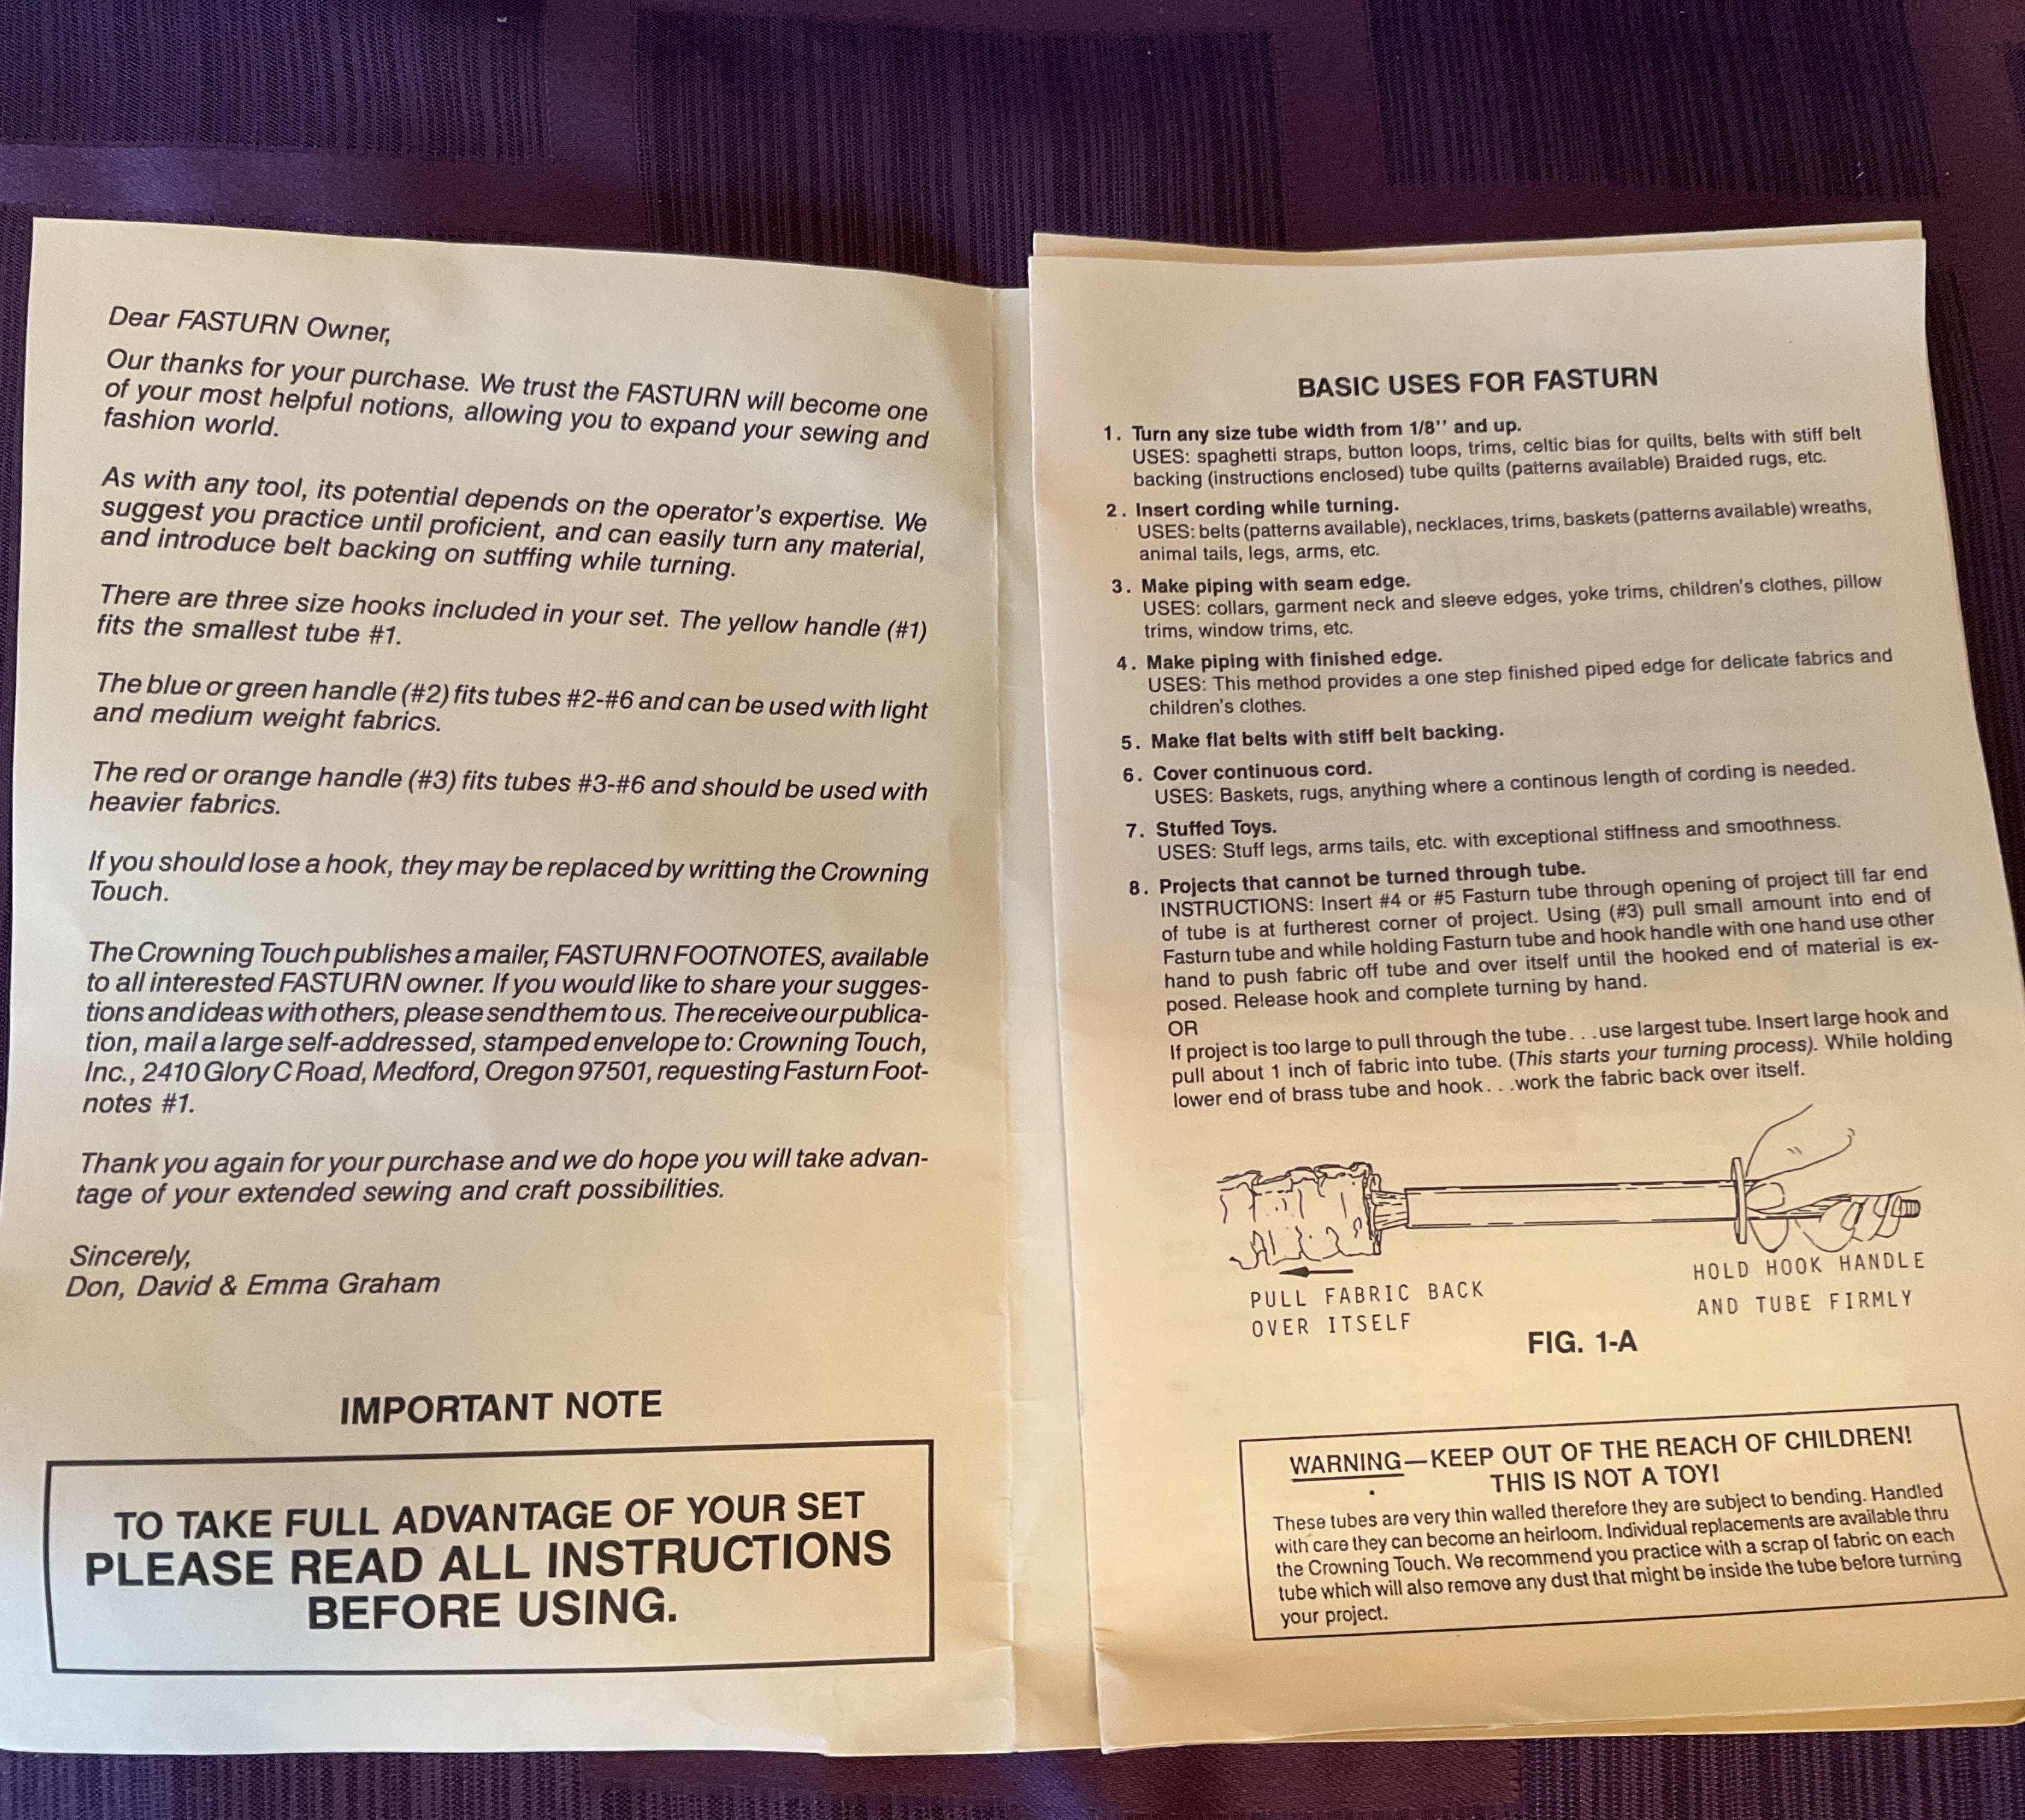 Dear FASTURN Owner,
Our thanks for your purchase. We trust the FASTURN will become one
of your most helpful notions, allowing you to expand your sewing and
fashion world.
As with any tool, its potential depends on the operator's expertise. We
suggest you practice until proficient, and can easily turn any material,
and introduce belt backing on sutffing while turning.
There are three size hooks included in your set. The yellow handle (#1)
fits the smallest tube #1.
The blue or green handle (#2) fits tubes #2-#6 and can be used with light
and medium weight fabrics.
The red or orange handle (#3) fits tubes #3-#6 and should be used with
heavier fabrics.
If you should lose a hook, they may be replaced by writting the Crowning
Touch.
The Crowning Touch publishes a mailer, FASTURN FOOTNOTES, available
to all interested FASTURN owner. If you would like to share your sugges-
tions and ideas with others, please send them to us. The receive our publica-
tion, mail a large self-addressed, stamped envelope to: Crowning Touch,
Inc., 2410 Glory C Road, Medford, Oregon 97501, requesting Fasturn Foot-
notes #1.
Thank you again for your purchase and we do hope you will take advan-
tage of your extended sewing and craft possibilities.
Sincerely,
Don, David & Emma Graham
IMPORTANT NOTE
TO TAKE FULL ADVANTAGE OF YOUR SET
PLEASE READ ALL INSTRUCTIONS
BEFORE USING.
BASIC USES FOR FASTURN
1. Turn any size tube width from 1/8'' and up.
USES: spaghetti straps, button loops, trims, celtic bias for quilts, belts with stiff belt
backing (instructions enclosed) tube quilts (patterns available) Braided rugs, etc.
2. Insert cording while turning.
USES: belts (patterns available), necklaces, trims, baskets (patterns available) wreaths,
animal tails, legs, arms, etc.
3. Make piping with seam edge.
USES: collars, garment neck and sleeve edges, yoke trims, children's clothes, pillow
trims, window trims, etc.
4. Make piping with finished edge.
USES: This method provides a one step finished piped edge for delicate fabrics and
children's clothes.
5. Make flat belts with stiff belt backing.
6. Cover continuous cord.
USES: Baskets, rugs, anything where a continous length of cording is needed.
7. Stuffed Toys.
USES: Stuff legs, arms tails, etc. with exceptional stiffness and smoothness.
8. Projects that cannot be turned through tube.
INSTRUCTIONS: Insert #4 or #5 Fasturn tube through opening of project till far end
of tube is at furtherest corner of project. Using (#3) pull small amount into end of
Fasturn tube and while holding Fasturn tube and hook handle with one hand use other
hand to push fabric off tube and over itself until the hooked end of material is ex-
posed. Release hook and complete turning by hand.
OR
If project is too large to pull through the tube. . .use largest tube. Insert large hook and
pull about 1 inch of fabric into tube. (This starts your turning process). While holding
lower end of brass tube and hook. . .work the fabric back over itself.
PULL FABRIC BACK
OVER ITSELF
HOLD HOOK HANDLE
AND TUBE FIRMLY
FIG. 1-A
WARNING—KEEP OUT OF THE REACH OF CHILDREN!
THIS IS NOT A TOY!
These tubes are very thin walled therefore they are subject to bending. Handled
with care they can become an heirloom. Individual replacements are available thru
the Crowning Touch. We recommend you practice with a scrap of fabric on each
tube which will also remove any dust that might be inside the tube before turning
your project.